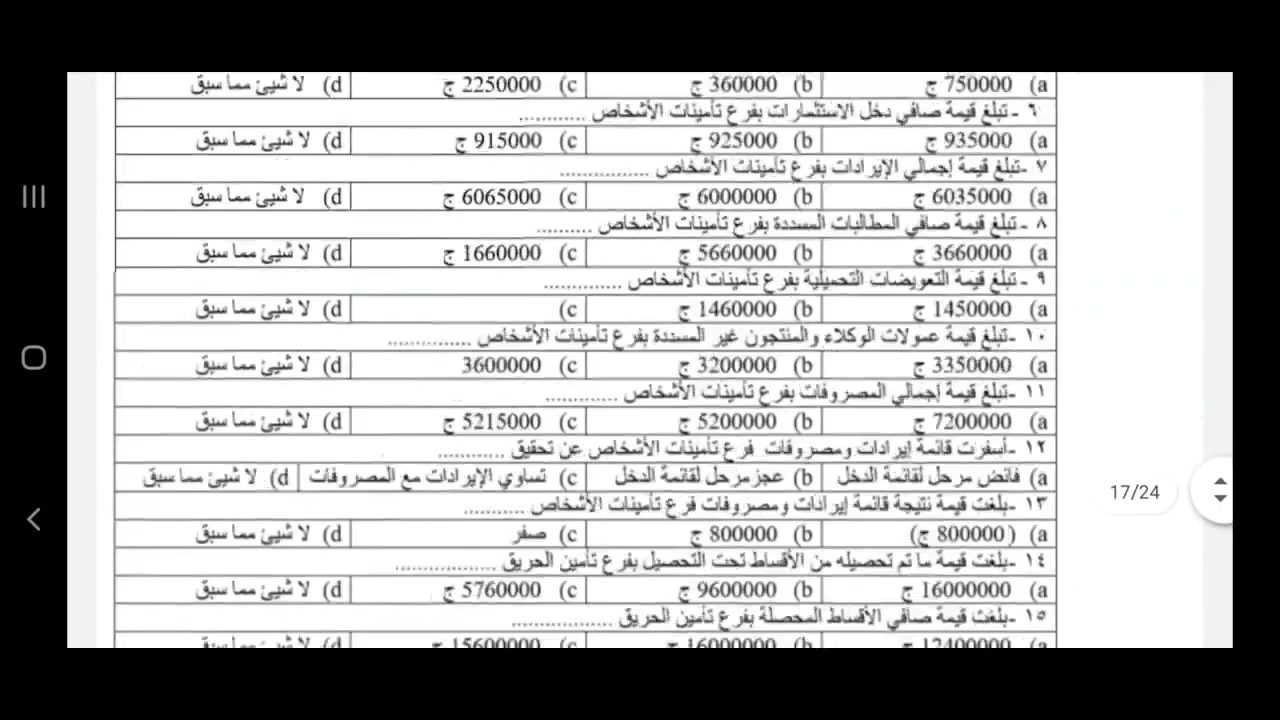 a) 750000 ج b) 360000 ج c) 2250000 ج d) لا شيئ مما سبق
٦ - تبلغ قيمة صافي دخل الاستثمارات بفرع تأمينات الأشخاص ............
a) 935000 ج b) 925000 ج c) 915000 ج d) لا شيئ مما سبق
٧ -تبلغ قيمة إجمالي الإيرادات بفرع تأمينات الأشخاص ................
a) 6035000 ج b) 6000000 ج c) 6065000 ج d) لا شيئ مما سبق
٨ - تبلغ قيمة صافي المطالبات المسددة بفرع تأمينات الأشخاص ..........
a) 3660000 ج b) 5660000 ج c) 1660000 ج d) لا شيئ مما سبق
٩ - تبلغ قيمة التعويضات التحصيلية بفرع تأمينات الأشخاص ..............
a) 1450000 ج b) 1460000 ج c) d) لا شيئ مما سبق
١٠ -تبلغ قيمة عمولات الوكلاء والمنتجون غير المسددة بفرع تأمينات الأشخاص ...............
a) 3350000 ج b) 3200000 ج c) 3600000 d) لا شيئ مما سبق
١١ -تبلغ قيمة إجمالي المصروفات بفرع تأمينات الأشخاص .............
a) 7200000 ج b) 5200000 ج c) 5215000 ج d) لا شيئ مما سبق
١٢ -أسفرت قائمة إيرادات ومصروفات فرع تأمينات الأشخاص عن تحقيق ............
a) فائض مرحل لقائمة الدخل b) عجز مرحل لقائمة الدخل c) تساوي الإيرادات مع المصروفات d) لا شيئ مما سبق
١٣ -بلغت قيمة نتيجة قائمة إيرادات ومصروفات فرع تأمينات الأشخاص ...........
a) (800000 ج) b) 800000 ج c) صفر d) لا شيئ مما سبق
١٤ -بلغت قيمة ما تم تحصيله من الأقساط تحت التحصيل بفرع تأمين الحريق ..................
a) 16000000 ج b) 9600000 ج c) 5760000 ج d) لا شيئ مما سبق
١٥ -بلغت قيمة صافي الأقساط المحصلة بفرع تأمين الحريق ..................
a) 12400000 ج b) 16000000 ج c) 15600000 ج d) لا شيئ مما سبق
17/24